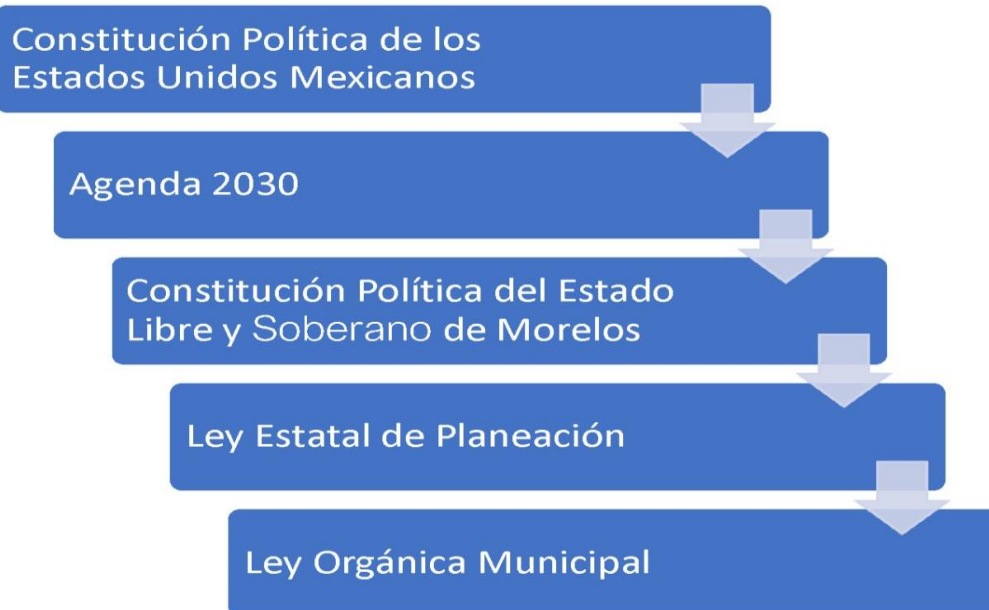 Constitución Política de los
Estados Unidos Mexicanos
Agenda 2030
Constitución Política del Estado
Libre y Soberano de Morelos
Ley Estatal de Planeación
Ley Orgánica Municipal